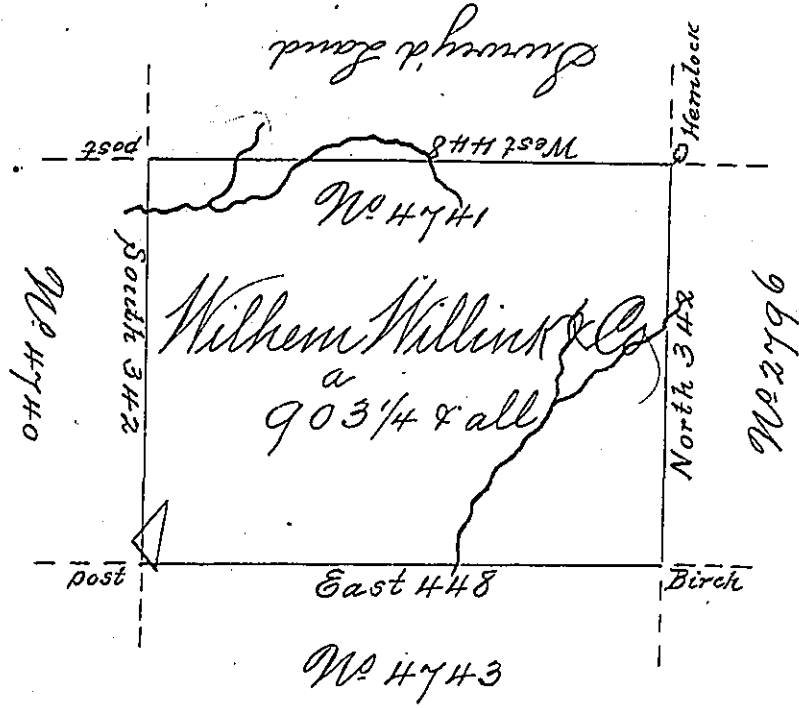 Survey'd Land
Hemlock
post
West 448
No 4741
No 4740
South 342
Wilhem Willink & Co
a
903 1/4 & all
North 342
No 2796
post
East 448
Birch
No 4743